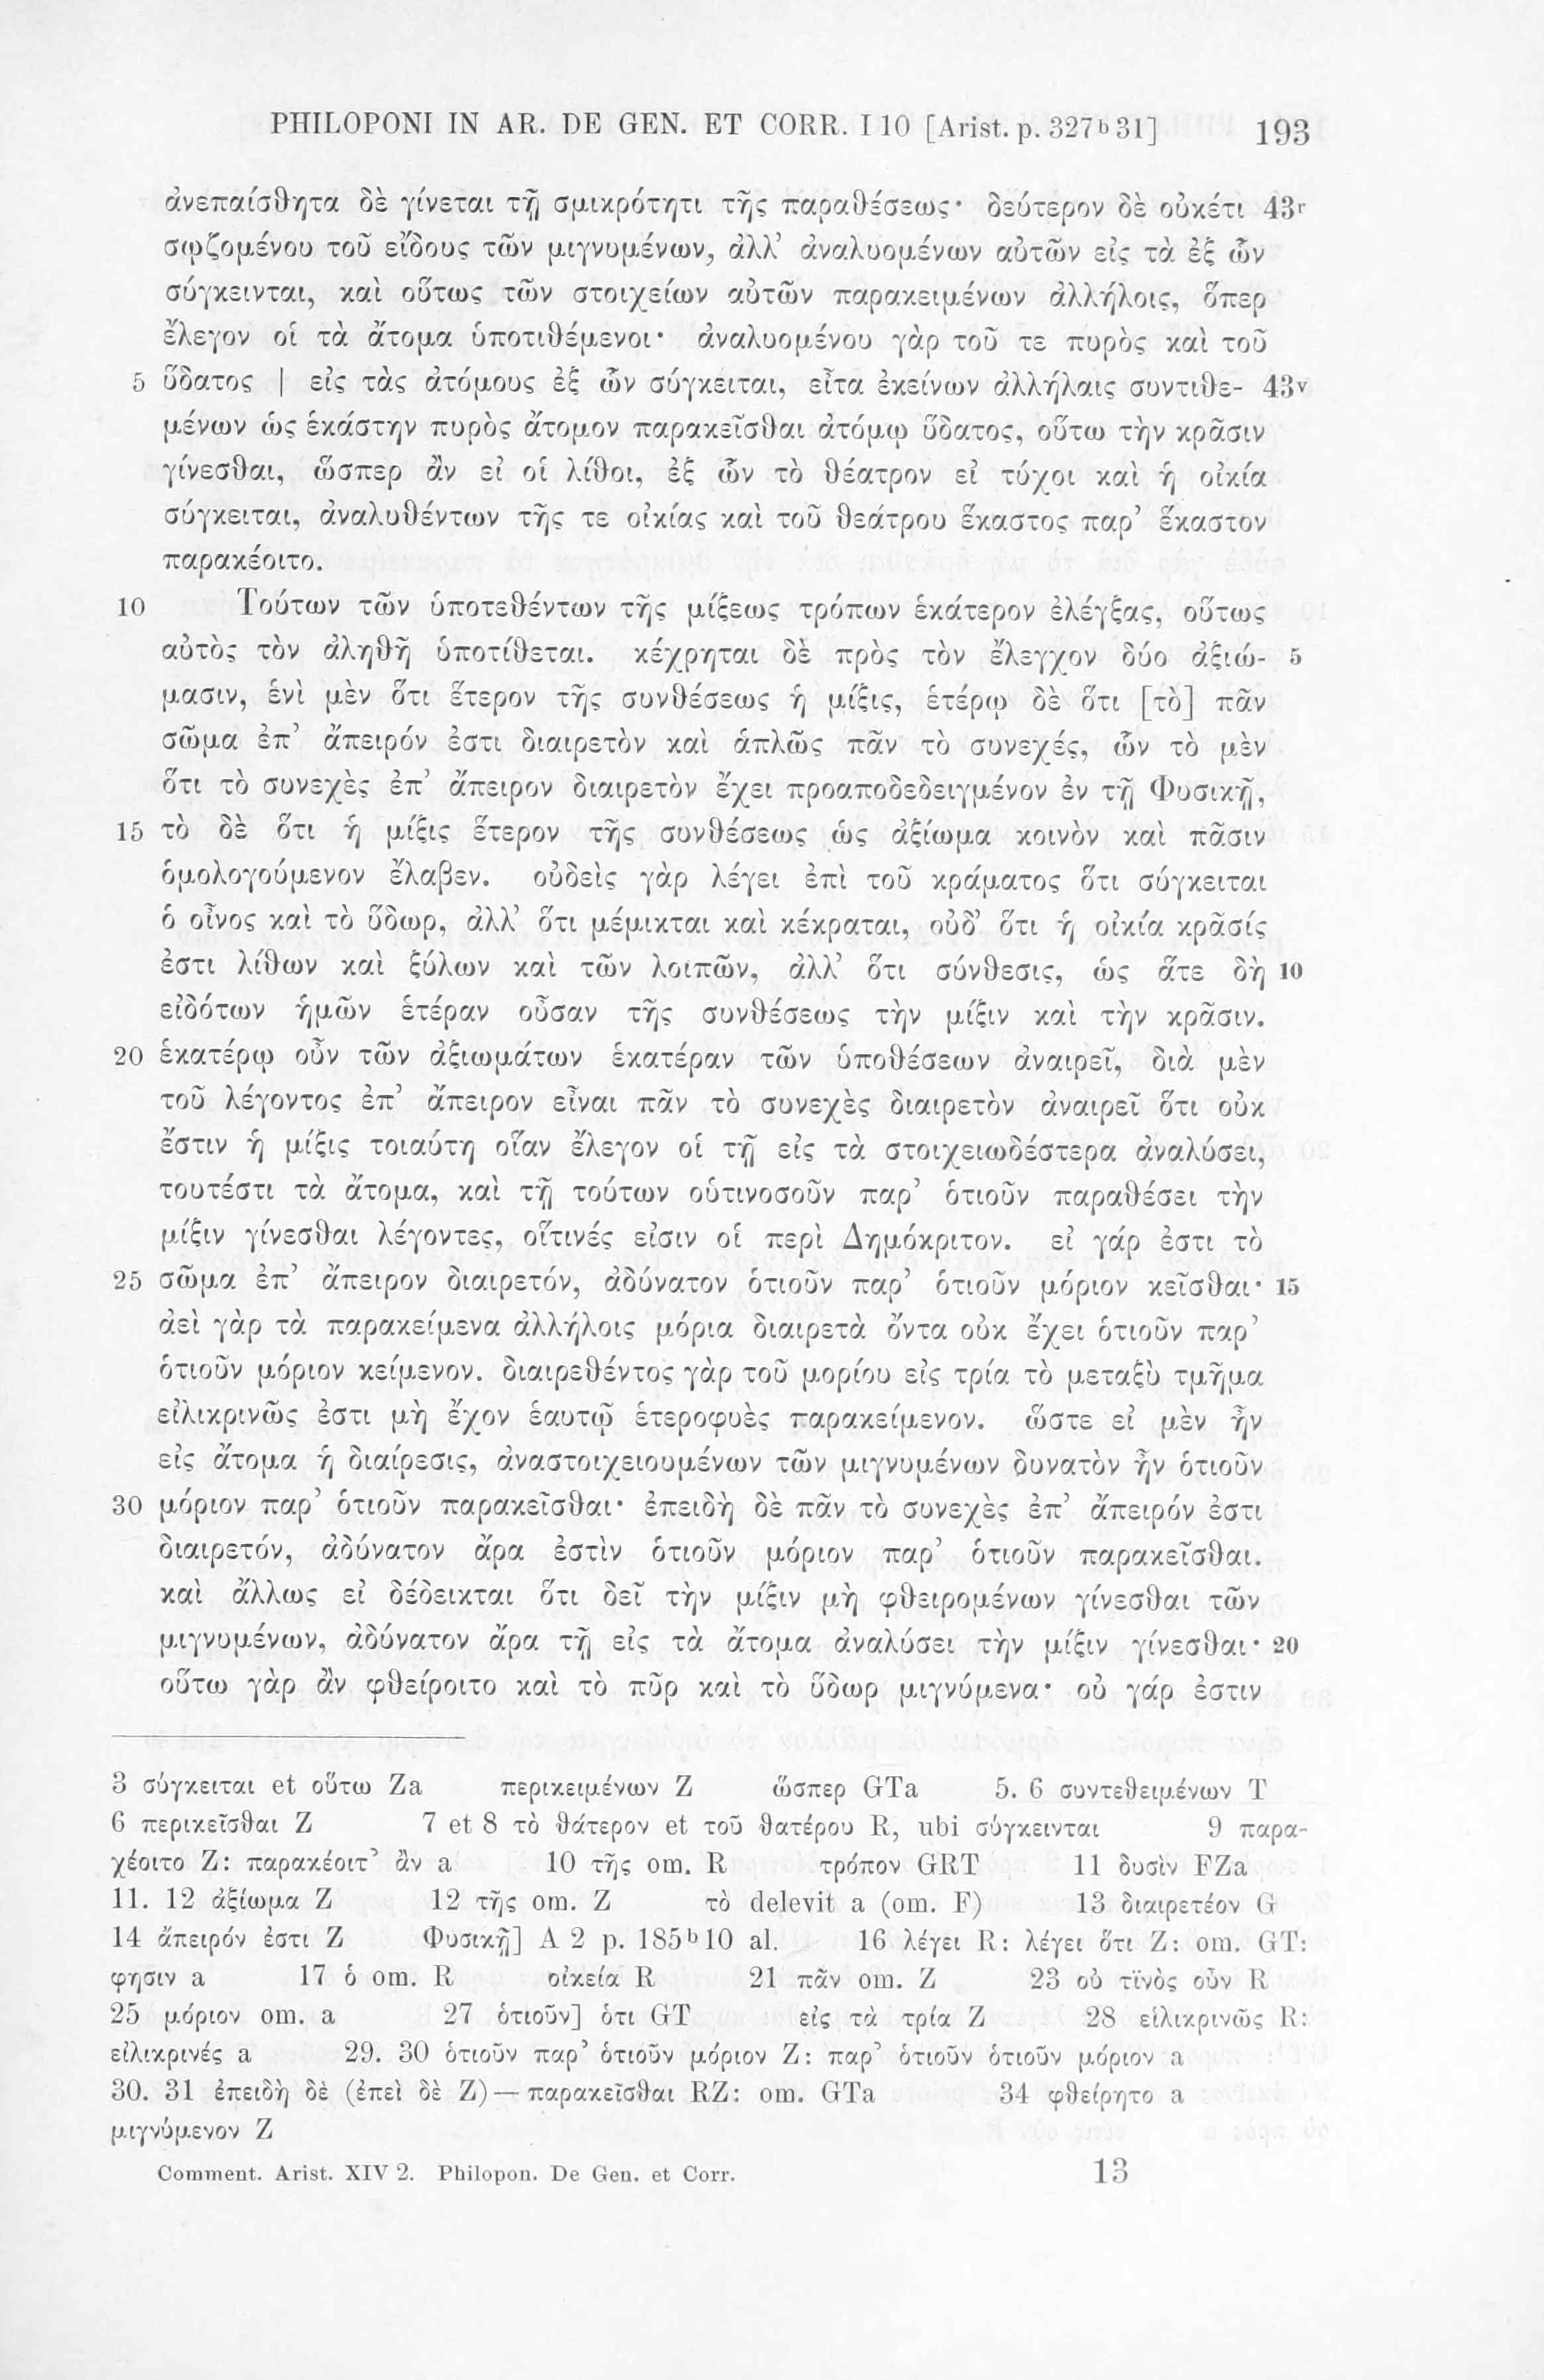 PHILOPONI IN AR. DE GEN. ET CORR. I 10 [Arist. p. 327ᵇ 31] 193
ἀνεπαίσθητα δὲ γίνεται τῇ σμικρότητι τῆς παραθέσεως· δεύτερον δὲ οὐκέτι 43ʳ
σῳζομένου τοῦ εἴδους τῶν μιγνυμένων, ἀλλ’ ἀναλυομένων αὐτῶν εἰς τὰ ἐξ ὧν
σύγκεινται, καὶ οὕτως τῶν στοιχείων αὐτῶν παρακειμένων ἀλλήλοις, ὅπερ
ἔλεγον οἱ τὰ ἄτομα ὑποτιθέμενοι· ἀναλυομένου γὰρ τοῦ τε πυρὸς καὶ τοῦ
5 ὕδατος | εἰς τὰς ἀτόμους ἐξ ὧν σύγκειται, εἶτα ἐκείνων ἀλλήλαις συντιθε- 43ᵛ
μένων ὡς ἑκάστην πυρὸς ἄτομον παρακεῖσθαι ἀτόμῳ ὕδατος, οὕτω τὴν κρᾶσιν
γίνεσθαι, ὥσπερ ἂν εἰ οἱ λίθοι, ἐξ ὧν τὸ θέατρον εἰ τύχοι καὶ ἡ οἰκία
σύγκειται, ἀναλυθέντων τῆς τε οἰκίας καὶ τοῦ θεάτρου ἕκαστος παρ’ ἕκαστον
παρακέοιτο.
10 Τούτων τῶν ὑποτεθέντων τῆς μίξεως τρόπων ἑκάτερον ἐλέγξας, οὕτως
αὐτὸς τὸν ἀληθῆ ὑποτίθεται. κέχρηται δὲ πρὸς τὸν ἔλεγχον δύο ἀξιώ- 5
μασιν, ἑνὶ μὲν ὅτι ἕτερον τῆς συνθέσεως ἡ μίξις, ἑτέρῳ δὲ ὅτι [τὸ] πᾶν
σῶμα ἐπ’ ἄπειρόν ἐστι διαιρετὸν καὶ ἁπλῶς πᾶν τὸ συνεχές, ὧν τὸ μὲν
ὅτι τὸ συνεχὲς ἐπ’ ἄπειρον διαιρετὸν ἔχει προαποδεδειγμένον ἐν τῇ Φυσικῇ,
15 τὸ δὲ ὅτι ἡ μίξις ἕτερον τῆς συνθέσεως ὡς ἀξίωμα κοινὸν καὶ πᾶσιν
ὁμολογούμενον ἔλαβεν. οὐδεὶς γὰρ λέγει ἐπὶ τοῦ κράματος ὅτι σύγκειται
ὁ οἶνος καὶ τὸ ὕδωρ, ἀλλ’ ὅτι μέμικται καὶ κέκραται, οὐδ’ ὅτι ἡ οἰκία κρᾶσίς
ἐστι λίθων καὶ ξύλων καὶ τῶν λοιπῶν, ἀλλ’ ὅτι σύνθεσις, ὡς ἅτε δὴ 10
εἰδότων ἡμῶν ἑτέραν οὖσαν τῆς συνθέσεως τὴν μίξιν καὶ τὴν κρᾶσιν.
20 ἑκατέρῳ οὖν τῶν ἀξιωμάτων ἑκατέραν τῶν ὑποθέσεων ἀναιρεῖ, διὰ μὲν
τοῦ λέγοντος ἐπ’ ἄπειρον εἶναι πᾶν τὸ συνεχὲς διαιρετὸν ἀναιρεῖ ὅτι οὐκ
ἔστιν ἡ μίξις τοιαύτη οἵαν ἔλεγον οἱ τῇ εἰς τὰ στοιχειωδέστερα ἀναλύσει,
τουτέστι τὰ ἄτομα, καὶ τῇ τούτων οὑτινοσοῦν παρ’ ὁτιοῦν παραθέσει τὴν
μίξιν γίνεσθαι λέγοντες, οἵτινές εἰσιν οἱ περὶ Δημόκριτον. εἰ γάρ ἐστι τὸ
25 σῶμα ἐπ’ ἄπειρον διαιρετόν, ἀδύνατον ὁτιοῦν παρ’ ὁτιοῦν μόριον κεῖσθαι· 15
ἀεὶ γὰρ τὰ παρακείμενα ἀλλήλοις μόρια διαιρετὰ ὄντα οὐκ ἔχει ὁτιοῦν παρ’
ὁτιοῦν μόριον κείμενον. διαιρεθέντος γὰρ τοῦ μορίου εἰς τρία τὸ μεταξὺ τμῆμα
εἰλικρινῶς ἐστι μὴ ἔχον ἑαυτῷ ἑτεροφυὲς παρακείμενον. ὥστε εἰ μὲν ἦν
εἰς ἄτομα ἡ διαίρεσις, ἀναστοιχειουμένων τῶν μιγνυμένων δυνατὸν ἦν ὁτιοῦν
30 μόριον παρ’ ὁτιοῦν παρακεῖσθαι· ἐπειδὴ δὲ πᾶν τὸ συνεχὲς ἐπ’ ἄπειρόν ἐστι
διαιρετόν, ἀδύνατον ἄρα ἐστὶν ὁτιοῦν μόριον παρ’ ὁτιοῦν παρακεῖσθαι.
καὶ ἄλλως εἰ δέδεικται ὅτι δεῖ τὴν μίξιν μὴ φθειρομένων γίνεσθαι τῶν
μιγνυμένων, ἀδύνατον ἄρα τῇ εἰς τὰ ἄτομα ἀναλύσει τὴν μίξιν γίνεσθαι· 20
οὕτω γὰρ ἂν φθείροιτο καὶ τὸ πῦρ καὶ τὸ ὕδωρ μιγνύμενα· οὐ γάρ ἐστιν
3 σύγκειται et οὕτω Za περικειμένων Z ὥσπερ GTa 5. 6 συντεθειμένων T
6 περικεῖσθαι Z 7 et 8 τὸ θάτερον et τοῦ θατέρου R, ubi σύγκεινται 9 παρα-
χέοιτο Z: παρακέοιτ’ ἂν a 10 τῆς om. R τρόπον GRT 11 δυσὶν FZa
11. 12 ἀξίωμα Z 12 τῆς om. Z τὸ delevit a (om. F) 13 διαιρετέον G
14 ἄπειρόν ἐστι Z Φυσικῇ] A 2 p. 185ᵇ10 al. 16 λέγει R: λέγει ὅτι Z: om. GT:
φησιν a 17 ὁ om. R οἰκεία R 21 πᾶν om. Z 23 οὐ τϊνὸς οὖν R
25 μόριον om. a 27 ὁτιοῦν] ὅτι GT εἰς τὰ τρία Z 28 εἱλικρινῶς R:
εἰλικρινές a 29. 30 ὁτιοῦν παρ’ ὁτιοῦν μόριον Z: παρ’ ὁτιοῦν ὁτιοῦν μόριον a
30. 31 ἐπειδὴ δὲ (ἐπεὶ δὲ Z) — παρακεῖσθαι RZ: om. GTa 34 φθείρητο a
μιγνύμενον Z
Comment. Arist. XIV 2. Philopon. De Gen. et Corr. 13